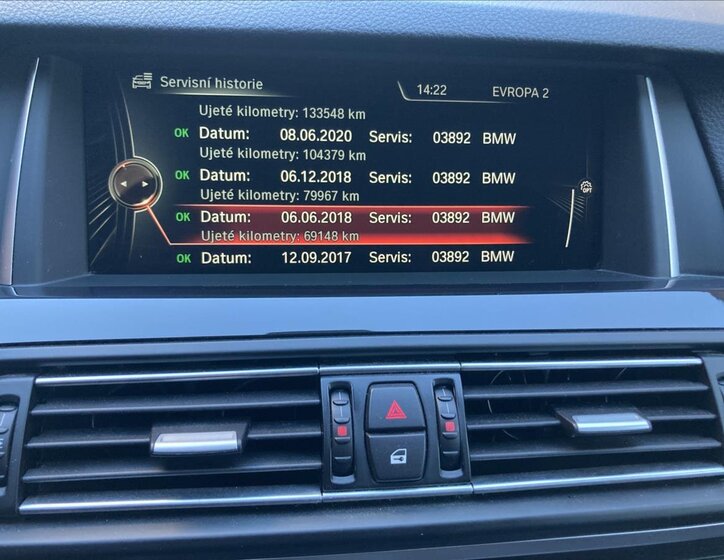 Servisní historie 14:22 EVROPA 2
Ujeté kilometry: 133548 km
OK Datum: 08.06.2020 Servis: 03892 BMW
Ujeté kilometry: 104379 km
OK Datum: 06.12.2018 Servis: 03892 BMW
Ujeté kilometry: 79967 km
OK Datum: 06.06.2018 Servis: 03892 BMW
Ujeté kilometry: 69148 km
OK Datum: 12.09.2017 Servis: 03892 BMW
OPT